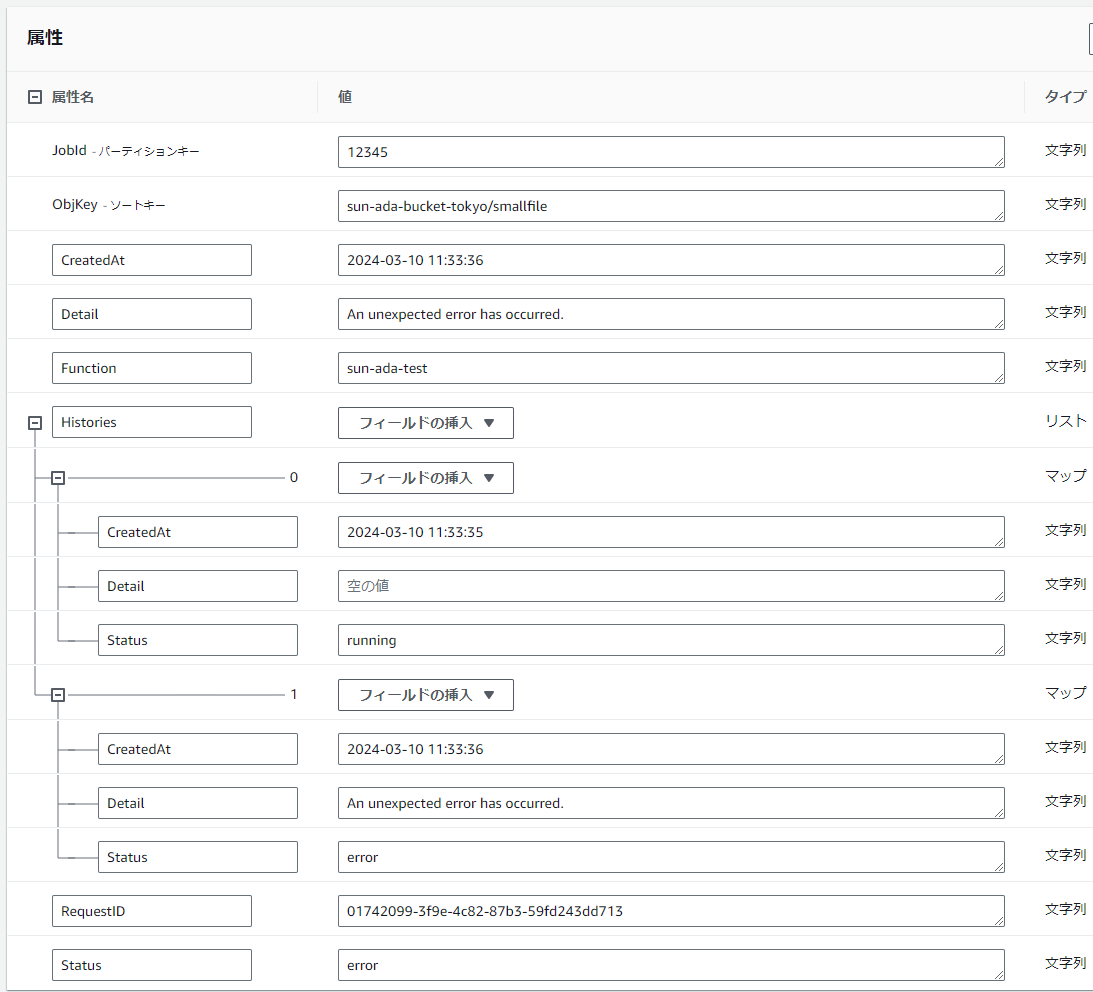 属性
属性名 値 タイプ
JobId - パーティションキー 12345 文字列
ObjKey - ソートキー sun-ada-bucket-tokyo/smallfile 文字列
CreatedAt 2024-03-10 11:33:36 文字列
Detail An unexpected error has occurred. 文字列
Function sun-ada-test 文字列
Histories フィールドの挿入 ▼ リスト
0 フィールドの挿入 ▼ マップ
CreatedAt 2024-03-10 11:33:35 文字列
Detail 空の値 文字列
Status running 文字列
1 フィールドの挿入 ▼ マップ
CreatedAt 2024-03-10 11:33:36 文字列
Detail An unexpected error has occurred. 文字列
Status error 文字列
RequestID 01742099-3f9e-4c82-87b3-59fd243dd713 文字列
Status error 文字列